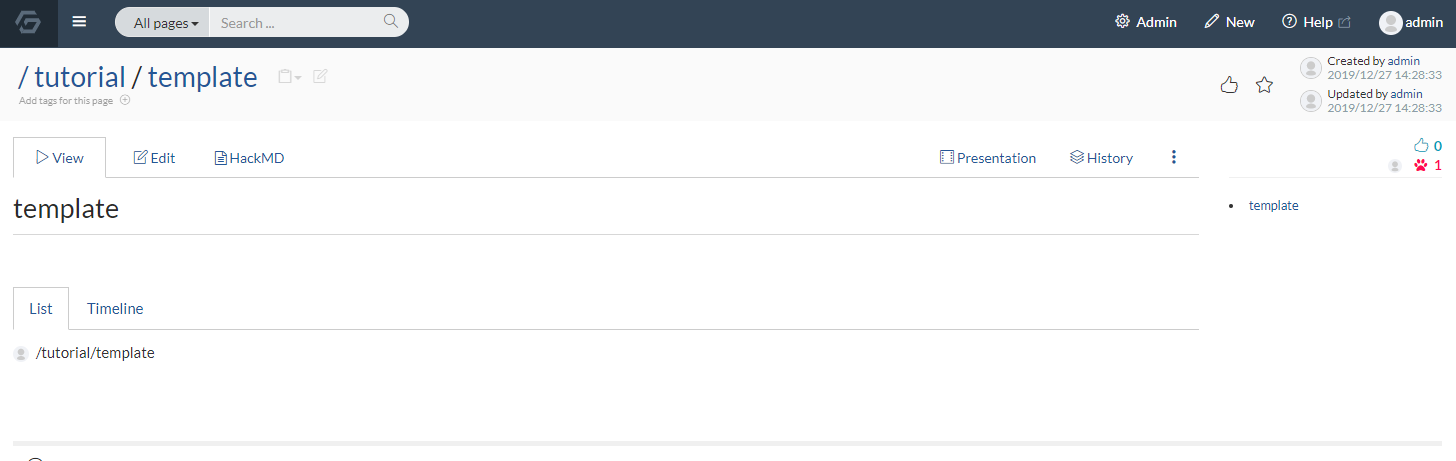 All pages Search ... Admin New Help admin
/ tutorial / template
Add tags for this page
Created by admin
2019/12/27 14:28:33
Updated by admin
2019/12/27 14:28:33
View Edit HackMD Presentation History
0
1
template
template
List Timeline
/tutorial/template